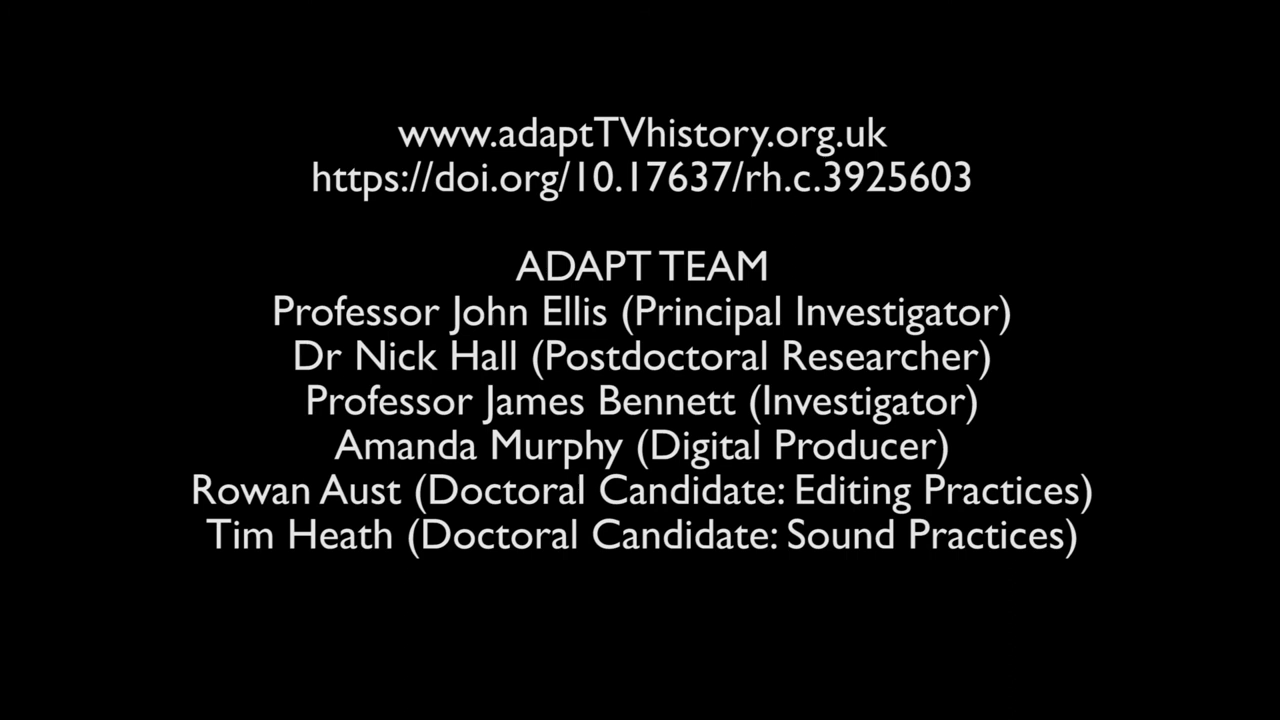 www.adaptTVhistory.org.uk
https://doi.org/10.17637/rh.c.3925603
ADAPT TEAM
Professor John Ellis (Principal Investigator)
Dr Nick Hall (Postdoctoral Researcher)
Professor James Bennett (Investigator)
Amanda Murphy (Digital Producer)
Rowan Aust (Doctoral Candidate: Editing Practices)
Tim Heath (Doctoral Candidate: Sound Practices)